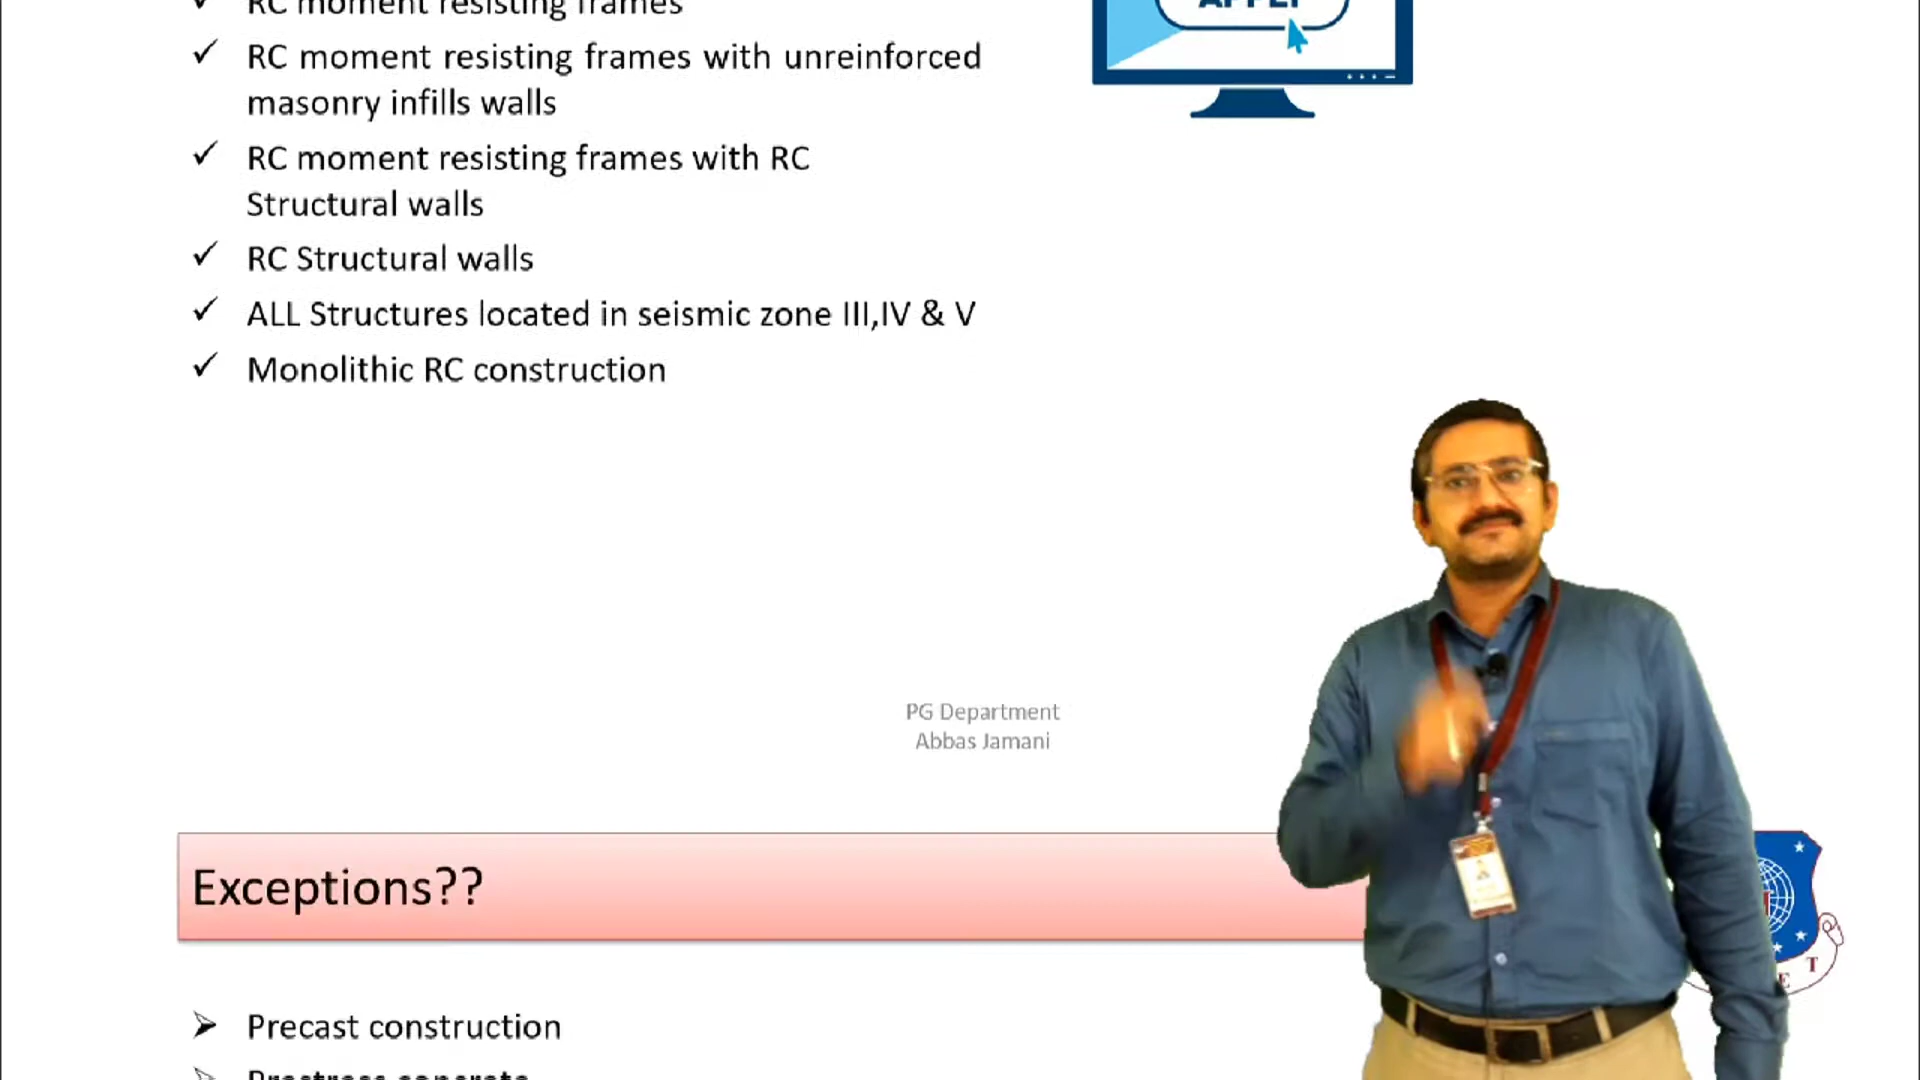 RC moment resisting frames
APPLY
RC moment resisting frames with unreinforced
masonry infills walls
RC moment resisting frames with RC
Structural walls
RC Structural walls
ALL Structures located in seismic zone III,IV & V
Monolithic RC construction
PG Department
Abbas Jamani
Exceptions??
E T
Precast construction
Prestress concrete